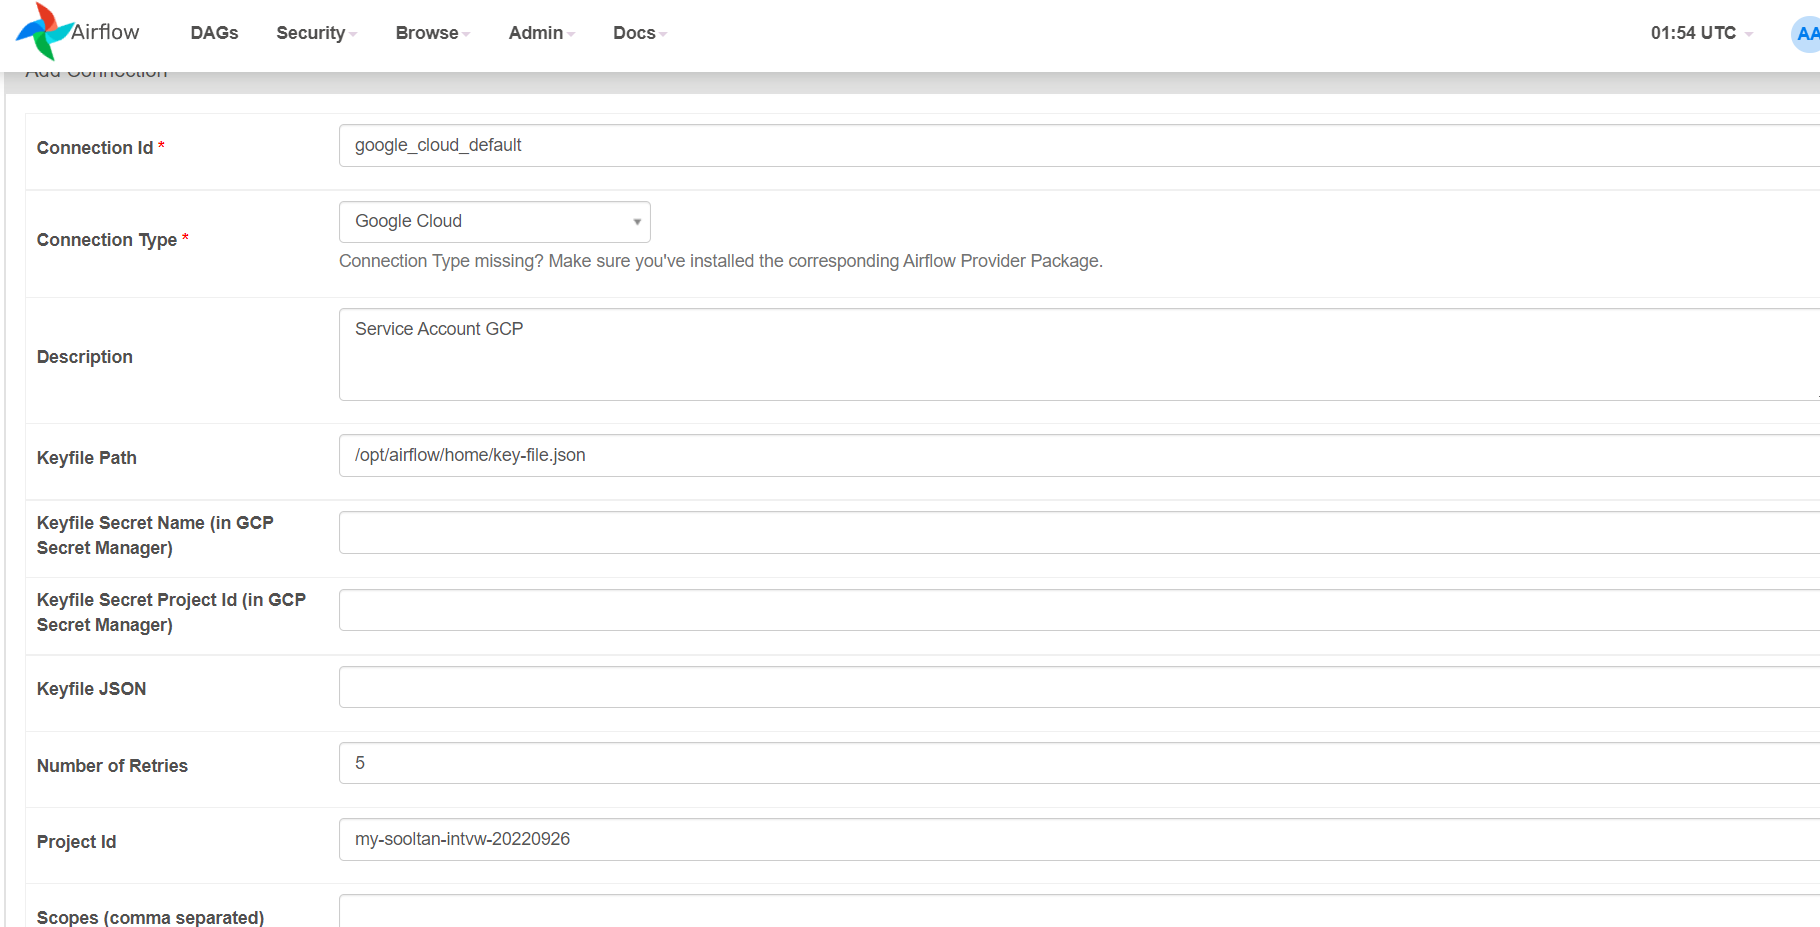 Airflow DAGs Security Browse Admin Docs 01:54 UTC AA
Add Connection
Connection Id * google_cloud_default
Connection Type * Google Cloud
Connection Type missing? Make sure you've installed the corresponding Airflow Provider Package.
Description Service Account GCP
Keyfile Path /opt/airflow/home/key-file.json
Keyfile Secret Name (in GCP
Secret Manager)
Keyfile Secret Project Id (in GCP
Secret Manager)
Keyfile JSON
Number of Retries 5
Project Id my-sooltan-intvw-20220926
Scopes (comma separated)